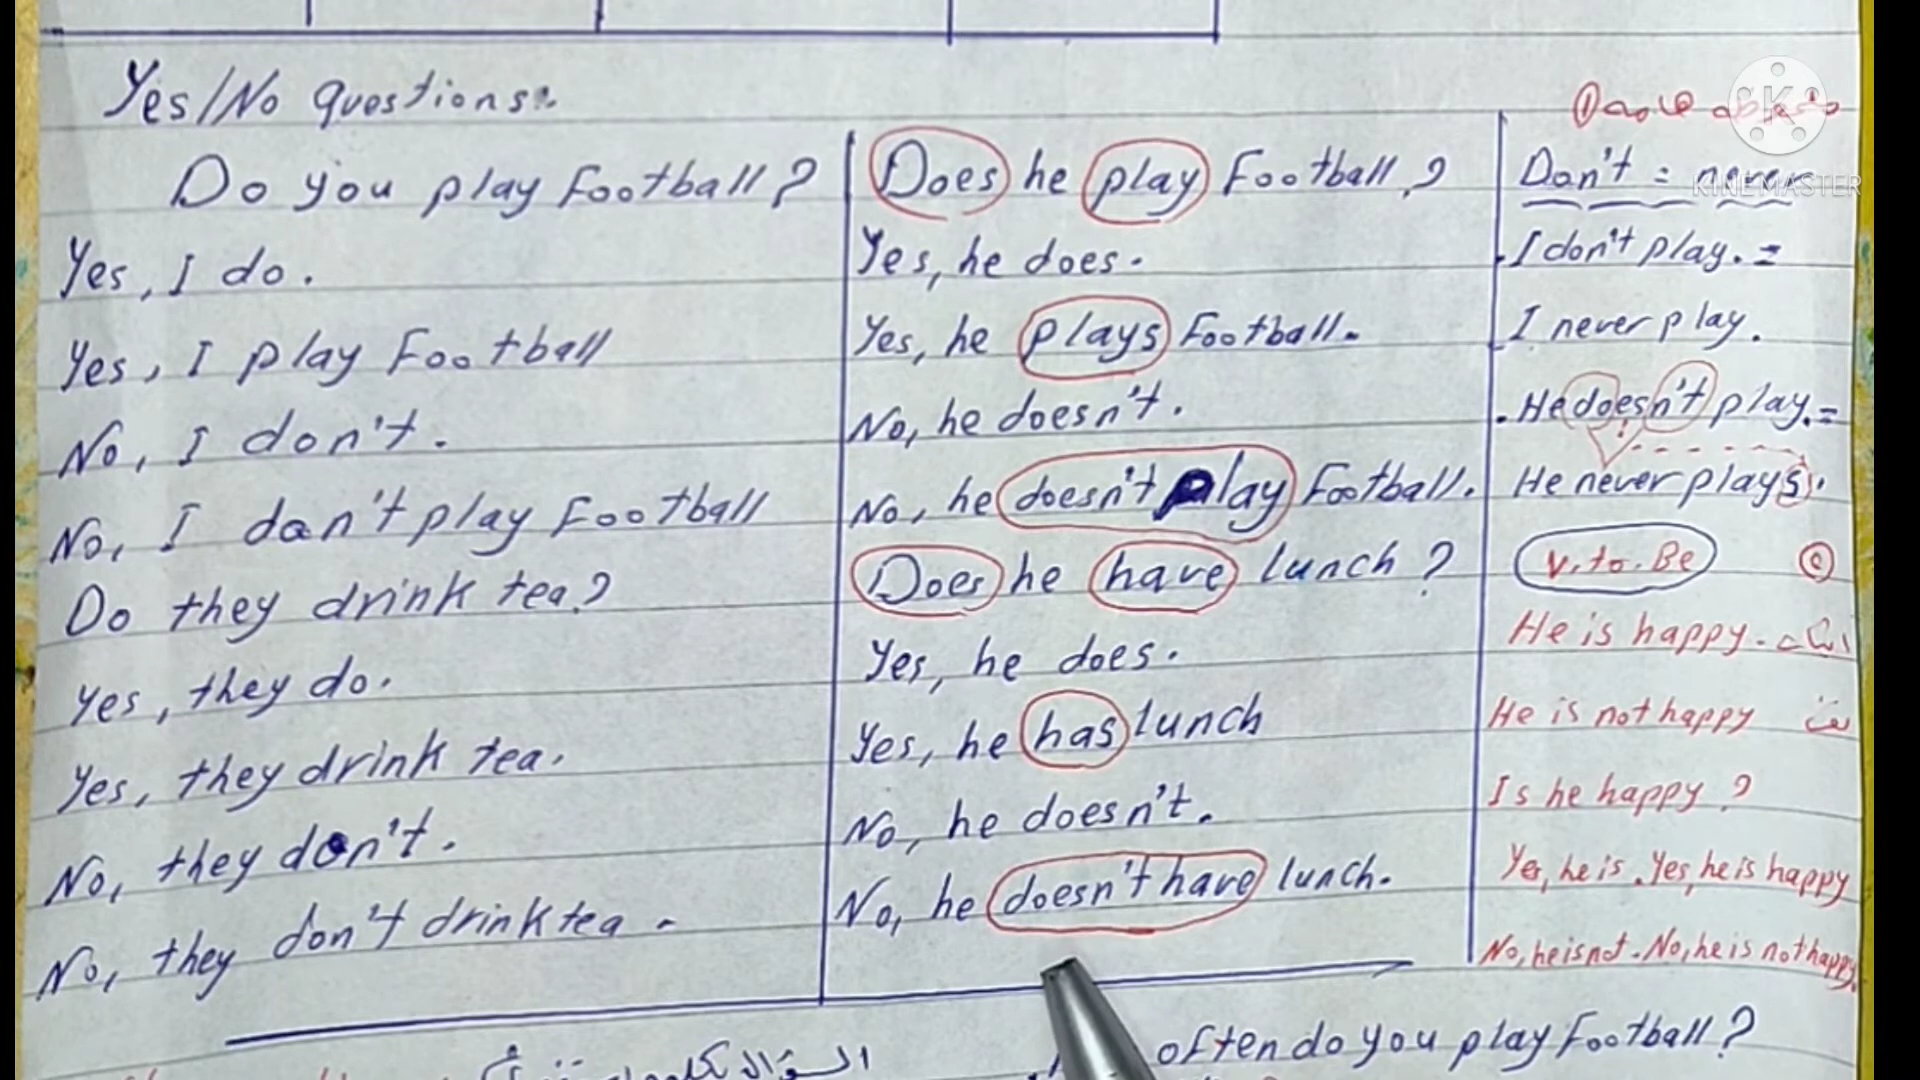 Yes/No questions:
Do you play Football?
Yes, I do.
Yes, I play Football
No, I don't.
No, I don't play Football
Do they drink tea?
Yes, they do.
Yes, they drink tea.
No, they don't.
No, they don't drink tea.
Does he play Football?
Yes, he does.
Yes, he plays Football.
No, he doesn't.
No, he doesn't play Football.
Does he have lunch?
Yes, he does.
Yes, he has lunch
No, he doesn't.
No, he doesn't have lunch.
Don't = never
I don't play. =
I never play.
He doesn't play. =
He never plays.
V. to. Be
He is happy. اثبات
He is not happy نفى
Is he happy?
Yes, he is. Yes, he is happy
No, he is not. No, he is not happy.
often do you play Football?
السؤال
KINEMASTER